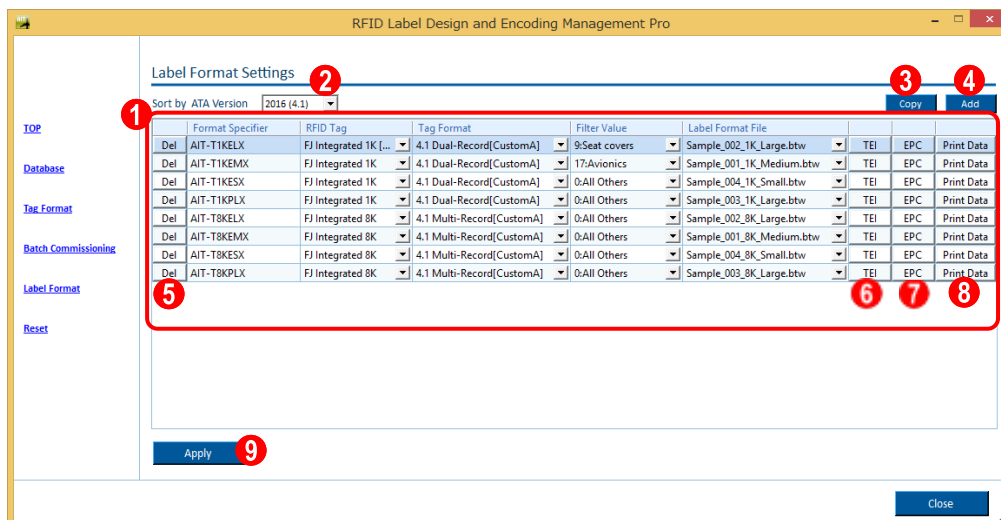 AIT
RFID Label Design and Encoding Management Pro
Label Format Settings
2
3
4
Sort by ATA Version 2016 (4.1)
Copy Add
1
TOP
Database
Tag Format
Batch Commissioning
Label Format
Reset
Format Specifier RFID Tag Tag Format Filter Value Label Format File
Del AIT-T1KELX FJ Integrated 1K [... 4.1 Dual-Record[CustomA] 9:Seat covers Sample_002_1K_Large.btw TEI EPC Print Data
Del AIT-T1KEMX FJ Integrated 1K 4.1 Dual-Record[CustomA] 17:Avionics Sample_001_1K_Medium.btw TEI EPC Print Data
Del AIT-T1KESX FJ Integrated 1K 4.1 Dual-Record[CustomA] 0:All Others Sample_004_1K_Small.btw TEI EPC Print Data
Del AIT-T1KPLX FJ Integrated 1K 4.1 Dual-Record[CustomA] 0:All Others Sample_003_1K_Large.btw TEI EPC Print Data
Del AIT-T8KELX FJ Integrated 8K 4.1 Multi-Record[CustomA] 0:All Others Sample_002_8K_Large.btw TEI EPC Print Data
Del AIT-T8KEMX FJ Integrated 8K 4.1 Multi-Record[CustomA] 0:All Others Sample_001_8K_Medium.btw TEI EPC Print Data
Del AIT-T8KESX FJ Integrated 8K 4.1 Multi-Record[CustomA] 0:All Others Sample_004_8K_Small.btw TEI EPC Print Data
Del AIT-T8KPLX FJ Integrated 8K 4.1 Multi-Record[CustomA] 0:All Others Sample_003_8K_Large.btw TEI EPC Print Data
5
6
7
8
Apply
9
Close